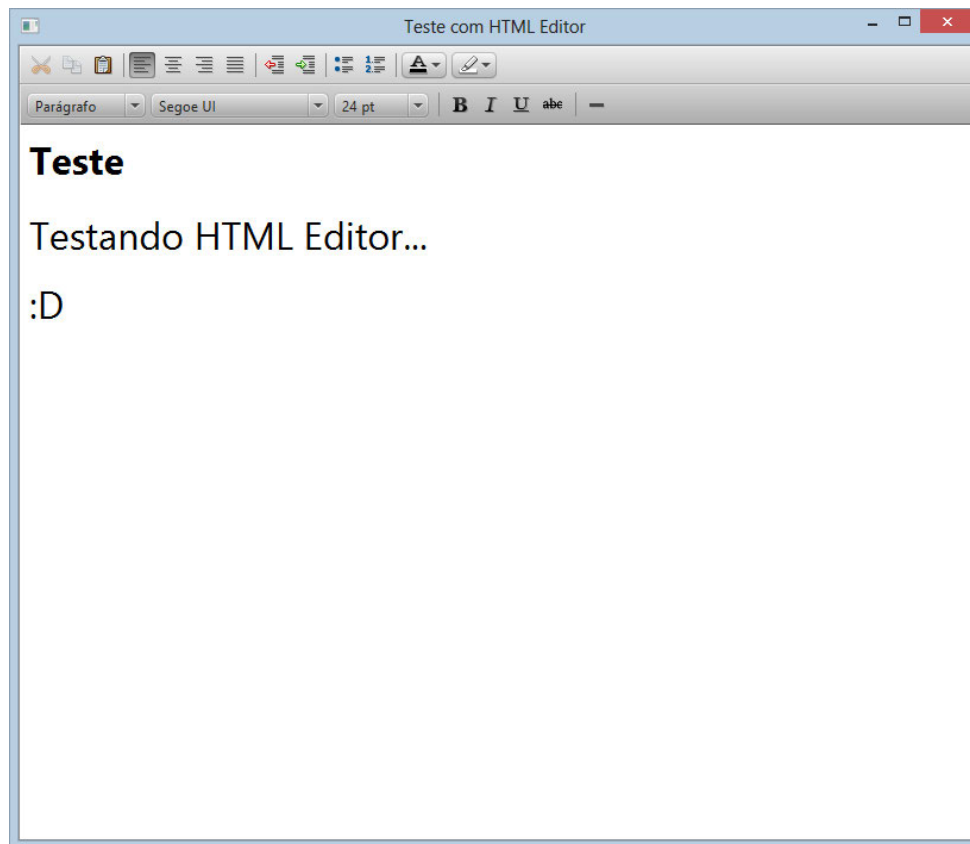 Teste com HTML Editor
A
Parágrafo Segoe UI 24 pt B I U abc
Teste
Testando HTML Editor...
:D